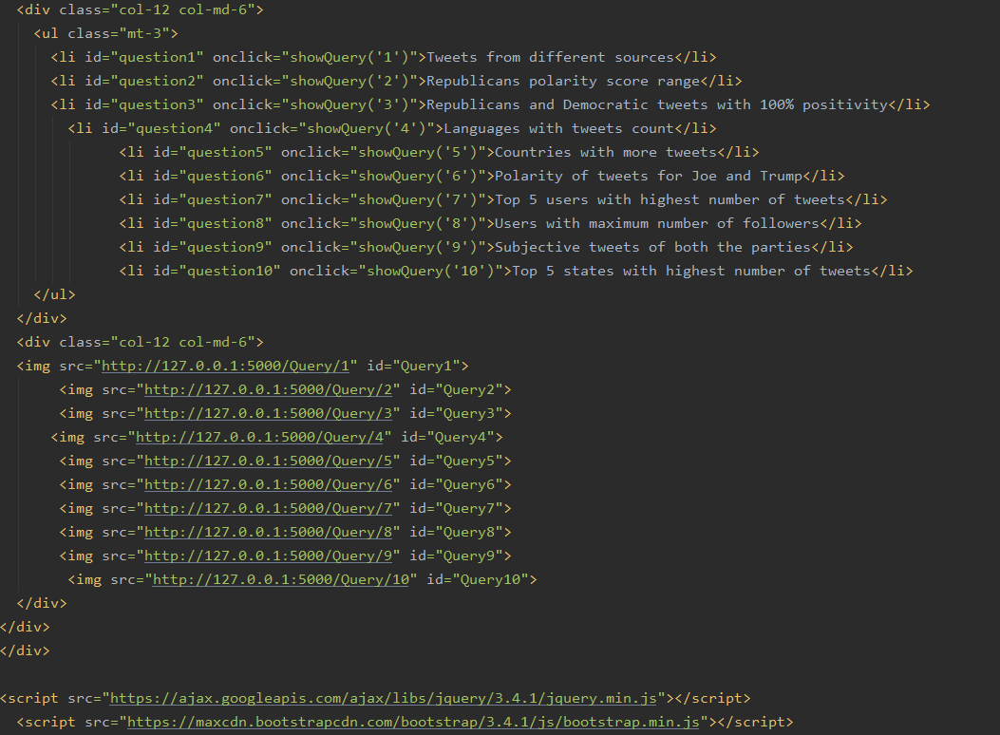 <div class="col-12 col-md-6">
<ul class="mt-3">
<li id="question1" onclick="showQuery('1')">Tweets from different sources</li>
<li id="question2" onclick="showQuery('2')">Republicans polarity score range</li>
<li id="question3" onclick="showQuery('3')">Republicans and Democratic tweets with 100% positivity</li>
<li id="question4" onclick="showQuery('4')">Languages with tweets count</li>
<li id="question5" onclick="showQuery('5')">Countries with more tweets</li>
<li id="question6" onclick="showQuery('6')">Polarity of tweets for Joe and Trump</li>
<li id="question7" onclick="showQuery('7')">Top 5 users with highest number of tweets</li>
<li id="question8" onclick="showQuery('8')">Users with maximum number of followers</li>
<li id="question9" onclick="showQuery('9')">Subjective tweets of both the parties</li>
<li id="question10" onclick="showQuery('10')">Top 5 states with highest number of tweets</li>
</ul>
</div>
<div class="col-12 col-md-6">
<img src="http://127.0.0.1:5000/Query/1" id="Query1">
<img src="http://127.0.0.1:5000/Query/2" id="Query2">
<img src="http://127.0.0.1:5000/Query/3" id="Query3">
<img src="http://127.0.0.1:5000/Query/4" id="Query4">
<img src="http://127.0.0.1:5000/Query/5" id="Query5">
<img src="http://127.0.0.1:5000/Query/6" id="Query6">
<img src="http://127.0.0.1:5000/Query/7" id="Query7">
<img src="http://127.0.0.1:5000/Query/8" id="Query8">
<img src="http://127.0.0.1:5000/Query/9" id="Query9">
<img src="http://127.0.0.1:5000/Query/10" id="Query10">
</div>
</div>
</div>
<script src="https://ajax.googleapis.com/ajax/libs/jquery/3.4.1/jquery.min.js"></script>
<script src="https://maxcdn.bootstrapcdn.com/bootstrap/3.4.1/js/bootstrap.min.js"></script>